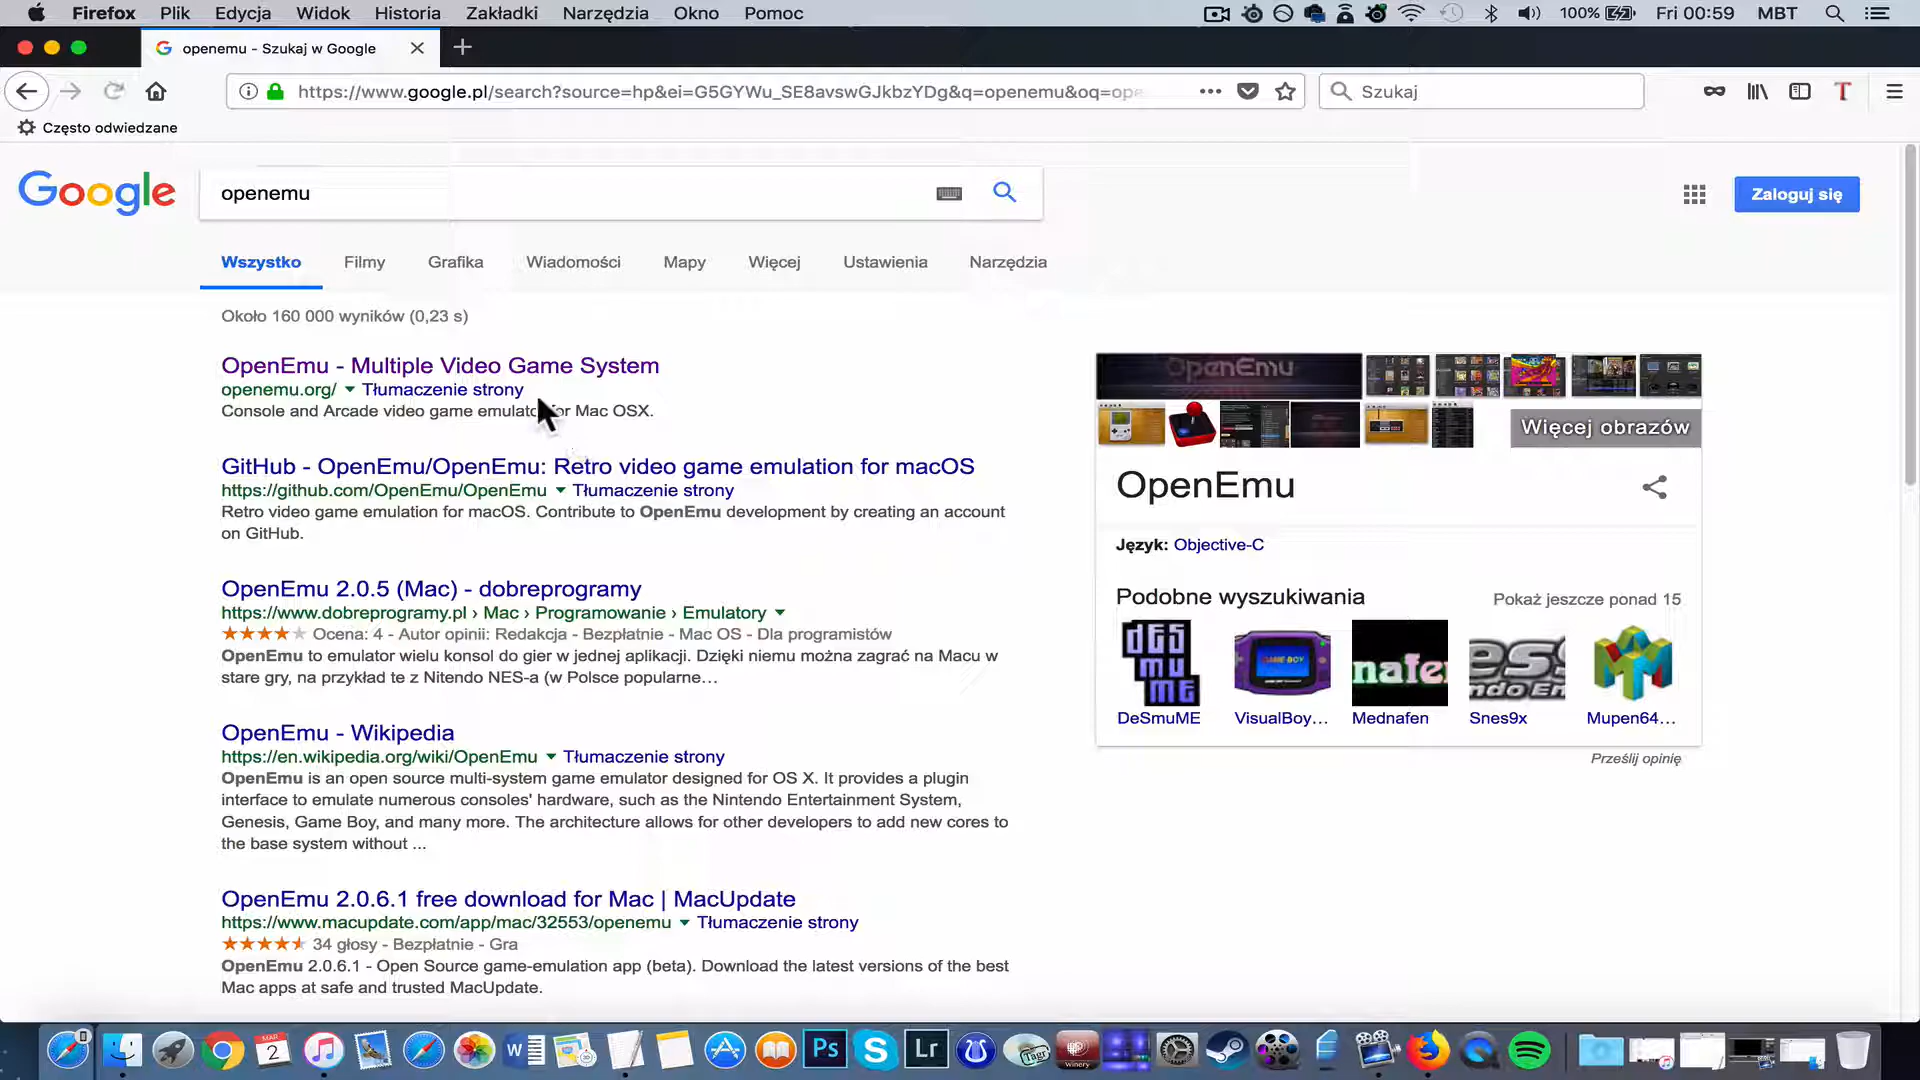 Firefox Plik Edycja Widok Historia Zakładki Narzędzia Okno Pomoc 100% Fri 00:59 MBT
openemu - Szukaj w Google
https://www.google.pl/search?source=hp&ei=G5GYWu_SE8avswGJkbzYDg&q=openemu&oq=ope
Szukaj
Często odwiedzane
Google
openemu
Zaloguj się
Wszystko Filmy Grafika Wiadomości Mapy Więcej Ustawienia Narzędzia
Około 160 000 wyników (0,23 s)
OpenEmu - Multiple Video Game System
openemu.org/ Tłumaczenie strony
Console and Arcade video game for Mac OSX.
GitHub - OpenEmu/OpenEmu: Retro video game emulation for macOS
https://github.com/OpenEmu/OpenEmu Tłumaczenie strony
Retro video game emulation for macOS. Contribute to OpenEmu development by creating an account
on GitHub.
OpenEmu 2.0.5 (Mac) - dobreprogramy
https://www.dobreprogramy.pl › Mac › Programowanie › Emulatory
Ocena: 4 - Autor opinii: Redakcja - Bezpłatnie - Mac OS - Dla programistów
OpenEmu to emulator wielu konsol do gier w jednej aplikacji. Dzięki niemu można zagrać na Macu w
stare gry, na przykład te z Nitendo NES-a (w Polsce popularne...
OpenEmu - Wikipedia
https://en.wikipedia.org/wiki/OpenEmu Tłumaczenie strony
OpenEmu is an open source multi-system game emulator designed for OS X. It provides a plugin
interface to emulate numerous consoles' hardware, such as the Nintendo Entertainment System,
Genesis, Game Boy, and many more. The architecture allows for other developers to add new cores to
the base system without ...
OpenEmu 2.0.6.1 free download for Mac | MacUpdate
https://www.macupdate.com/app/mac/32553/openemu Tłumaczenie strony
34 głosy - Bezpłatnie - Gra
OpenEmu 2.0.6.1 - Open Source game-emulation app (beta). Download the latest versions of the best
Mac apps at safe and trusted MacUpdate.
OpenEmu
Więcej obrazów
OpenEmu
Język: Objective-C
Podobne wyszukiwania Pokaż jeszcze ponad 15
DESMUME
GAME BOY
DeSmuME VisualBoy... Mednafen Snes9x Mupen64...
Prześlij opinię
MAR
2
W
Ps
Lr
Tagr
Winery